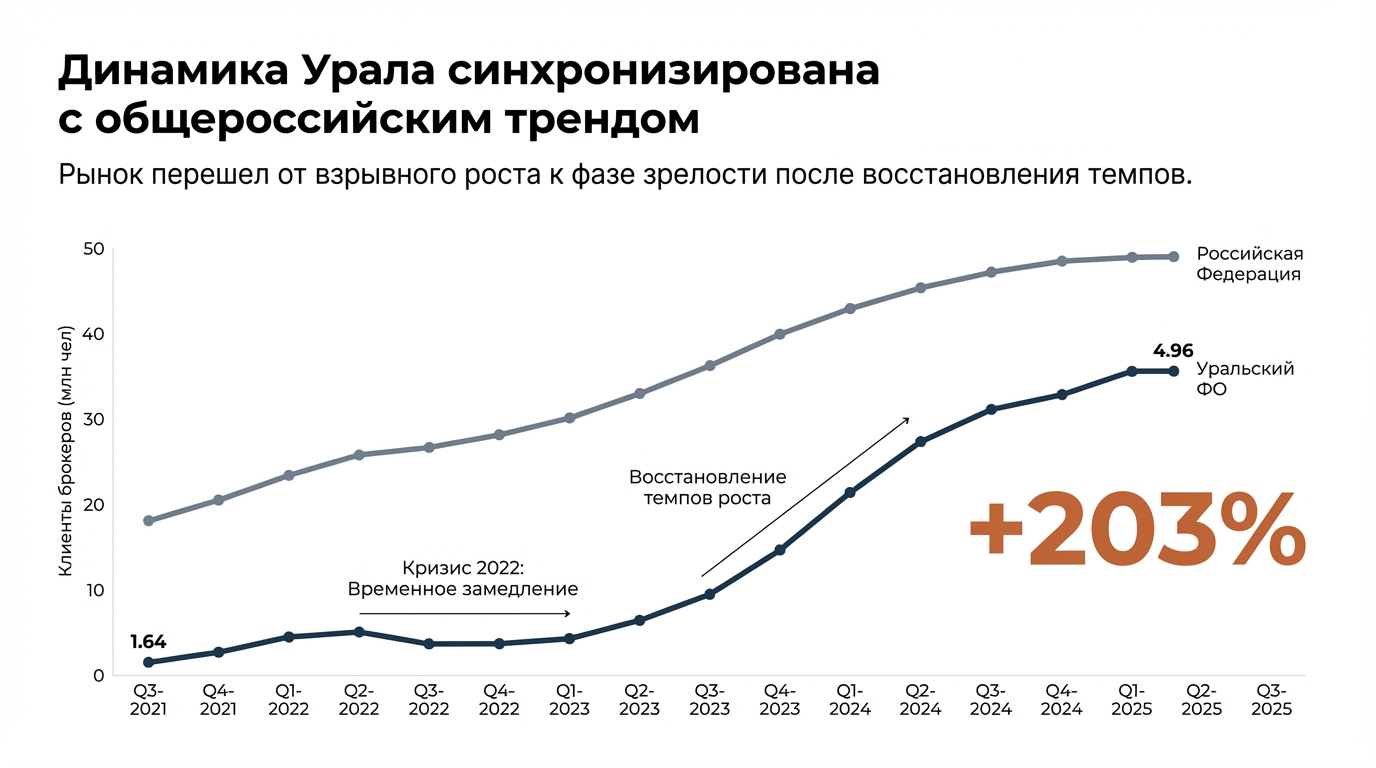 Динамика Урала синхронизирована
с общероссийским трендом
Рынок перешел от взрывного роста к фазе зрелости после восстановления темпов.
Клиенты брокеров (млн чел)
50
40
30
20
10
0
Российская
Федерация
4.96
Уральский
ФО
Восстановление
темпов роста
+203%
Кризис 2022:
Временное замедление
1.64
Q3-
2021
Q4-
2021
Q1-
2022
Q2-
2022
Q3-
2022
Q4-
2022
Q1-
2023
Q2-
2023
Q3-
2023
Q4-
2023
Q1-
2024
Q2-
2024
Q3-
2024
Q4-
2024
Q1-
2025
Q2-
2025
Q3-
2025